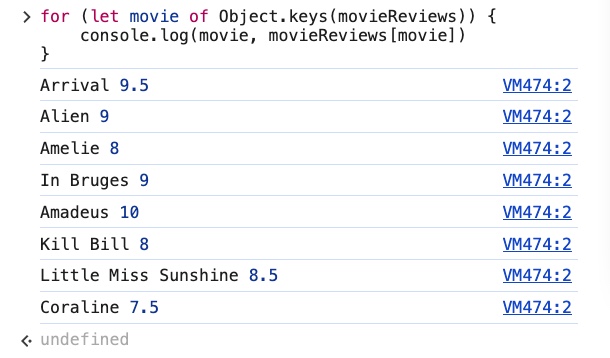 for (let movie of Object.keys(movieReviews)) {
    console.log(movie, movieReviews[movie])
}
Arrival 9.5 VM474:2
Alien 9 VM474:2
Amelie 8 VM474:2
In Bruges 9 VM474:2
Amadeus 10 VM474:2
Kill Bill 8 VM474:2
Little Miss Sunshine 8.5 VM474:2
Coraline 7.5 VM474:2
undefined